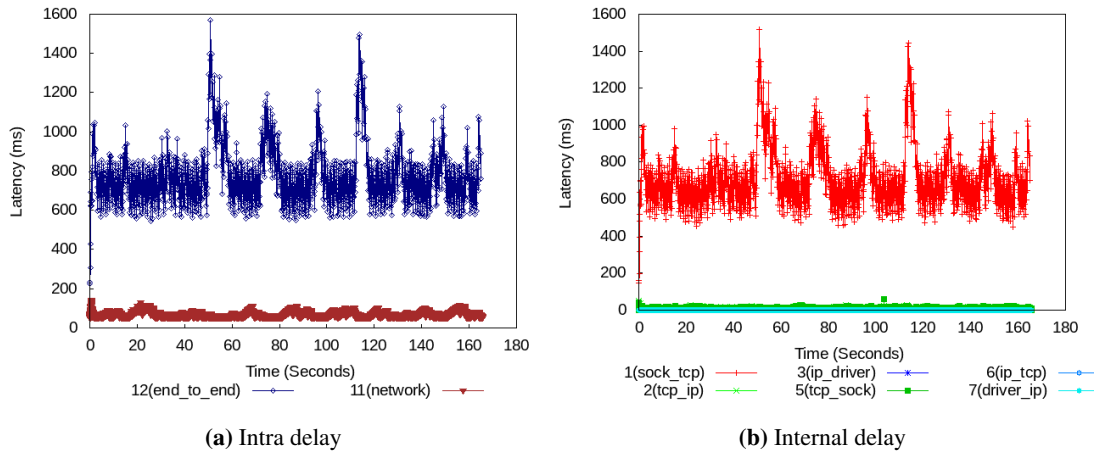 1600
1400
1200
1000
800
600
400
200
0
Latency (ms)
0 20 40 60 80 100 120 140 160 180
Time (Seconds)
12(end_to_end) 11(network)
(a) Intra delay
1600
1400
1200
1000
800
600
400
200
0
Latency (ms)
0 20 40 60 80 100 120 140 160 180
Time (Seconds)
1(sock_tcp) 3(ip_driver) 6(ip_tcp)
2(tcp_ip) 5(tcp_sock) 7(driver_ip)
(b) Internal delay